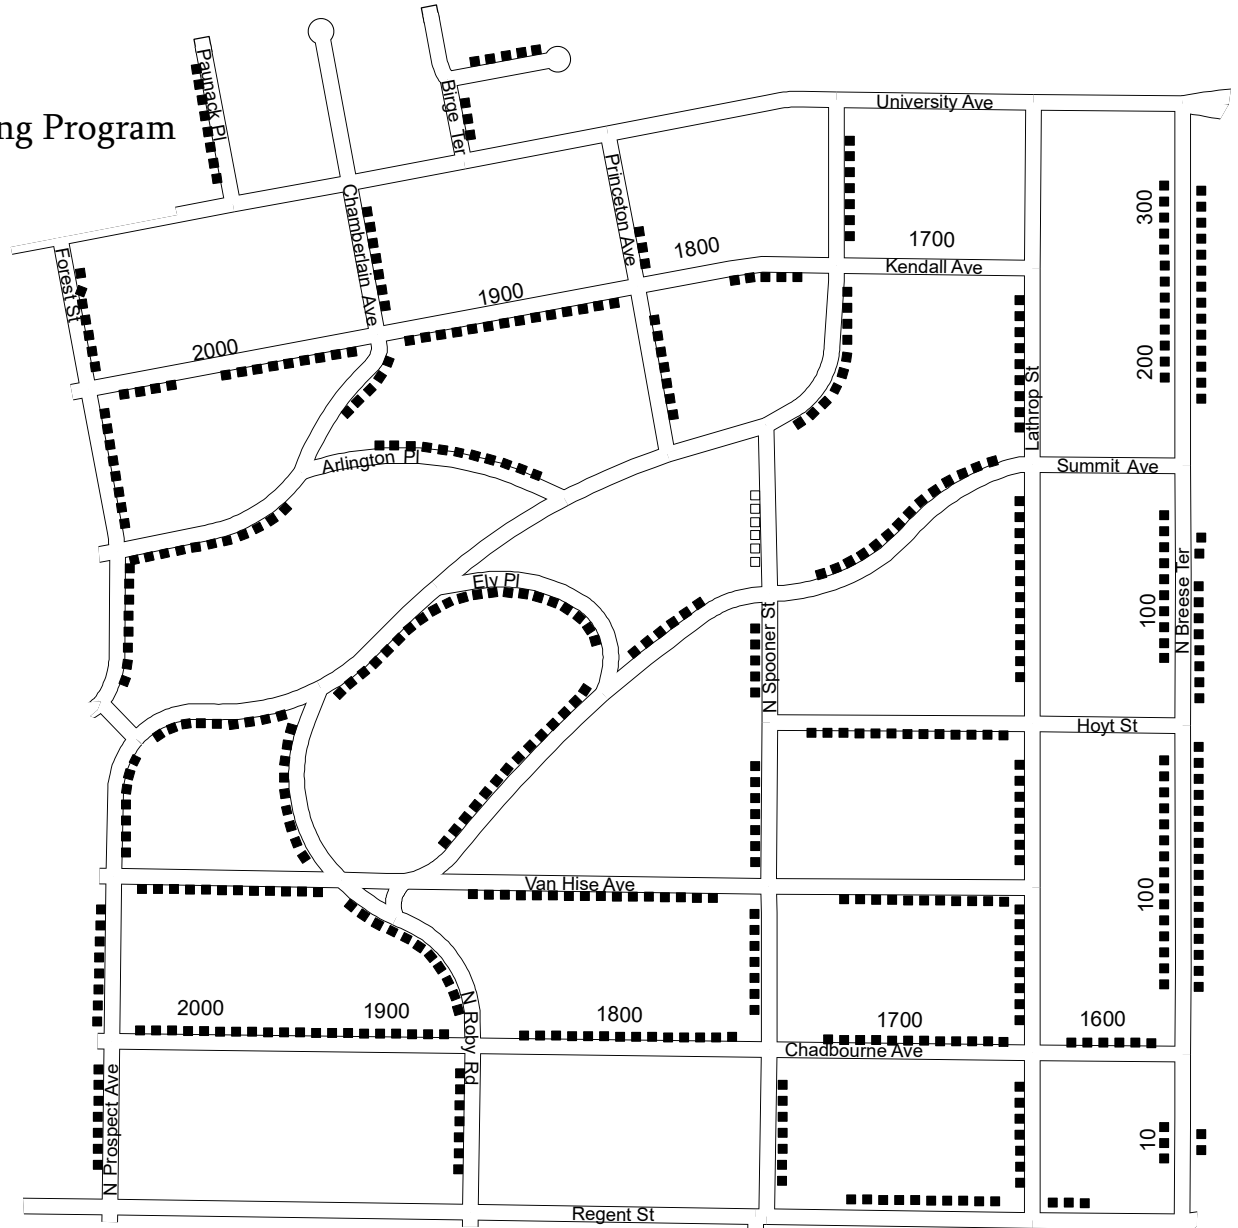 Paunack Pl
Birge Ter
ng Program
University Ave
Princeton Ave
Chamberlain Ave
300
1800
1700
Forest St
Kendall Ave
1900
2000
200
Lathrop St
Arlington Pl
Summit Ave
Ely Pl
100
N Breese Ter
N Spooner St
Hoyt St
Van Hise Ave
100
2000
1900
N Roby Rd
1800
1700
1600
Chadbourne Ave
N Prospect Ave
10
Regent St